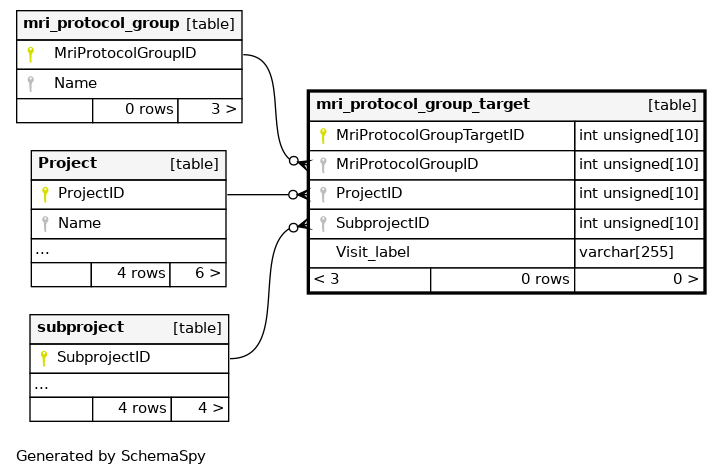 mri_protocol_group [table]
MriProtocolGroupID
Name
0 rows 3 >
Project [table]
ProjectID
Name
...
4 rows 6 >
subproject [table]
SubprojectID
...
4 rows 4 >
mri_protocol_group_target [table]
MriProtocolGroupTargetID int unsigned[10]
MriProtocolGroupID int unsigned[10]
ProjectID int unsigned[10]
SubprojectID int unsigned[10]
Visit_label varchar[255]
< 3 0 rows 0 >
Generated by SchemaSpy